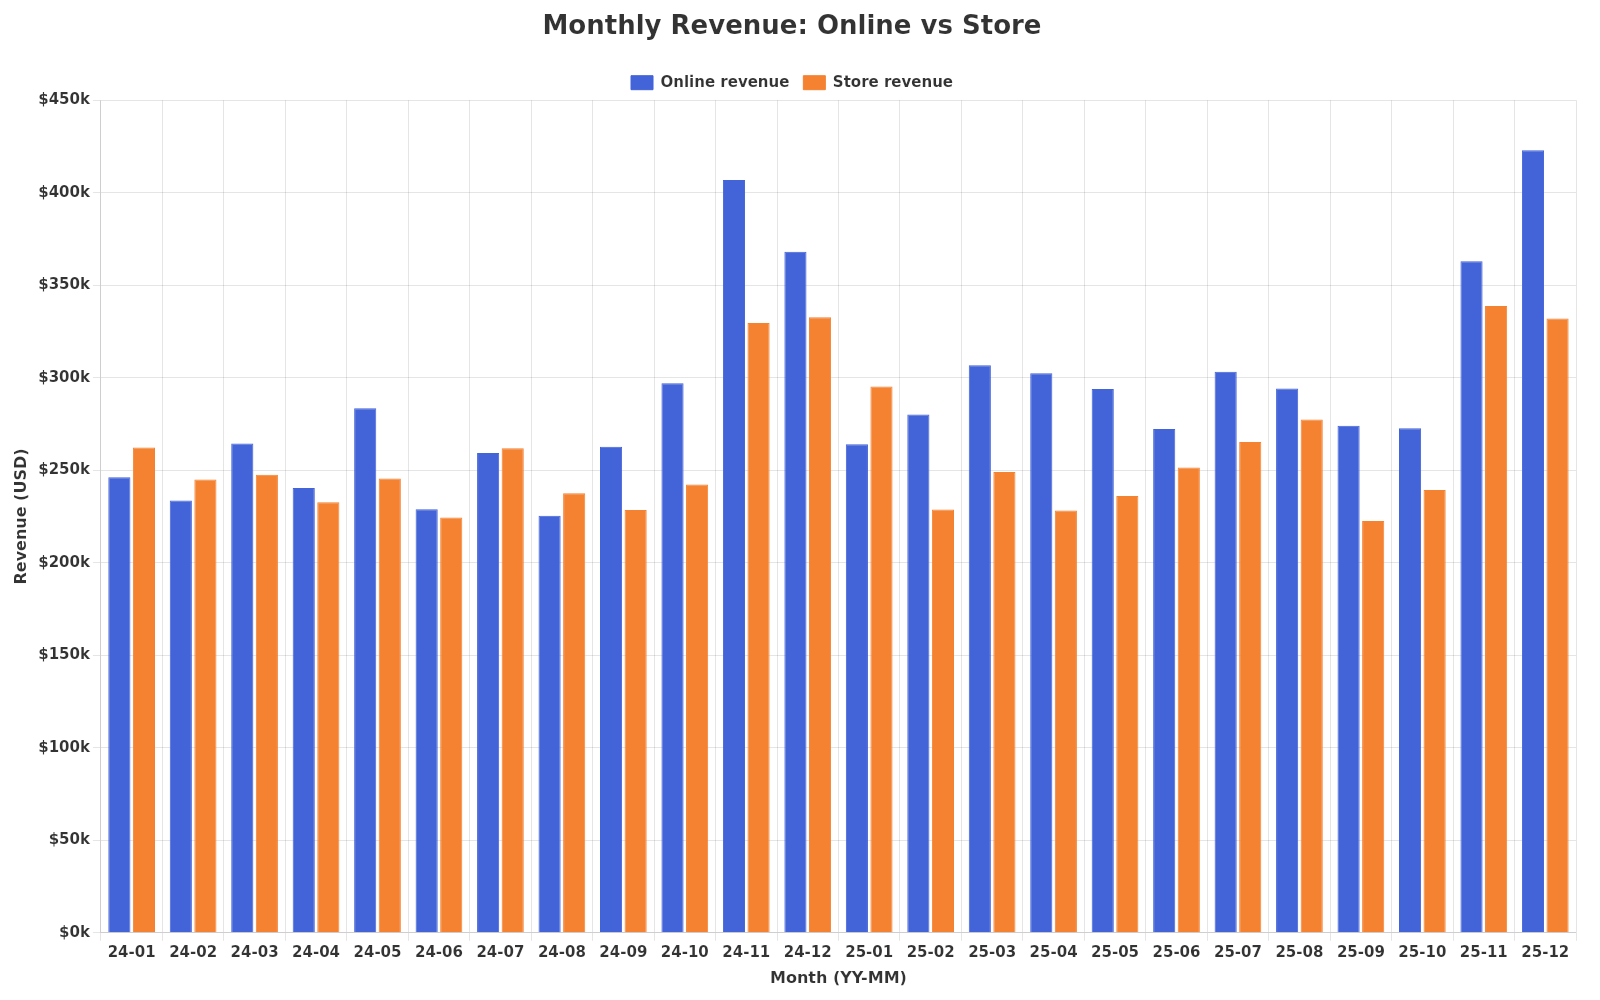 Monthly Revenue: Online vs Store
Online revenue Store revenue
$450k
$400k
$350k
$300k
$250k
$200k
$150k
$100k
$50k
$0k
Revenue (USD)
24-01 24-02 24-03 24-04 24-05 24-06 24-07 24-08 24-09 24-10 24-11 24-12 25-01 25-02 25-03 25-04 25-05 25-06 25-07 25-08 25-09 25-10 25-11 25-12
Month (YY-MM)